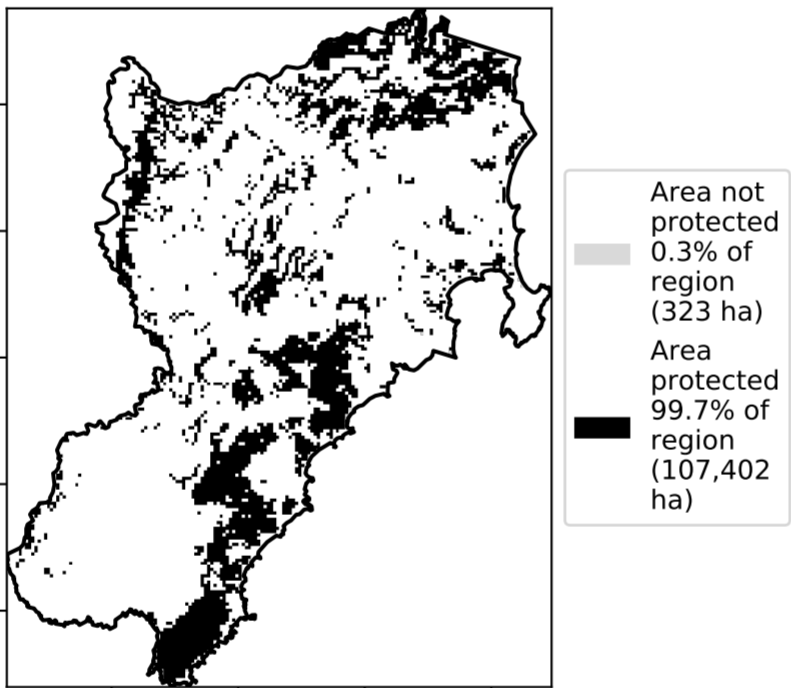 Area not
protected
0.3% of
region
(323 ha)
Area
protected
99.7% of
region
(107,402
ha)